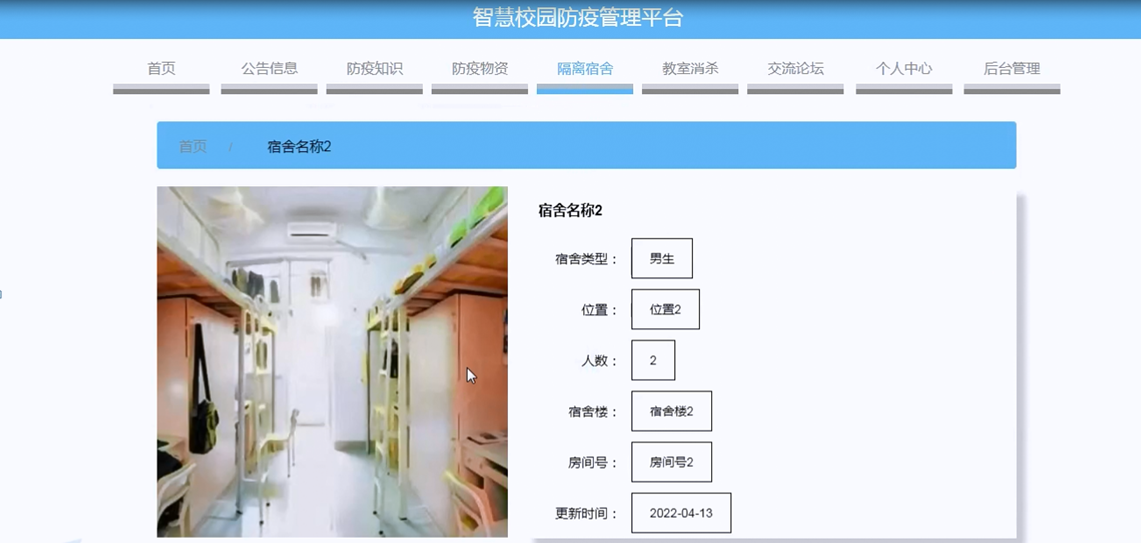 智慧校园防疫管理平台
首页 公告信息 防疫知识 防疫物资 隔离宿舍 教室消杀 交流论坛 个人中心 后台管理
首页 / 宿舍名称2
宿舍名称2
宿舍类型： 男生
位置： 位置2
人数： 2
宿舍楼： 宿舍楼2
房间号： 房间号2
更新时间： 2022-04-13